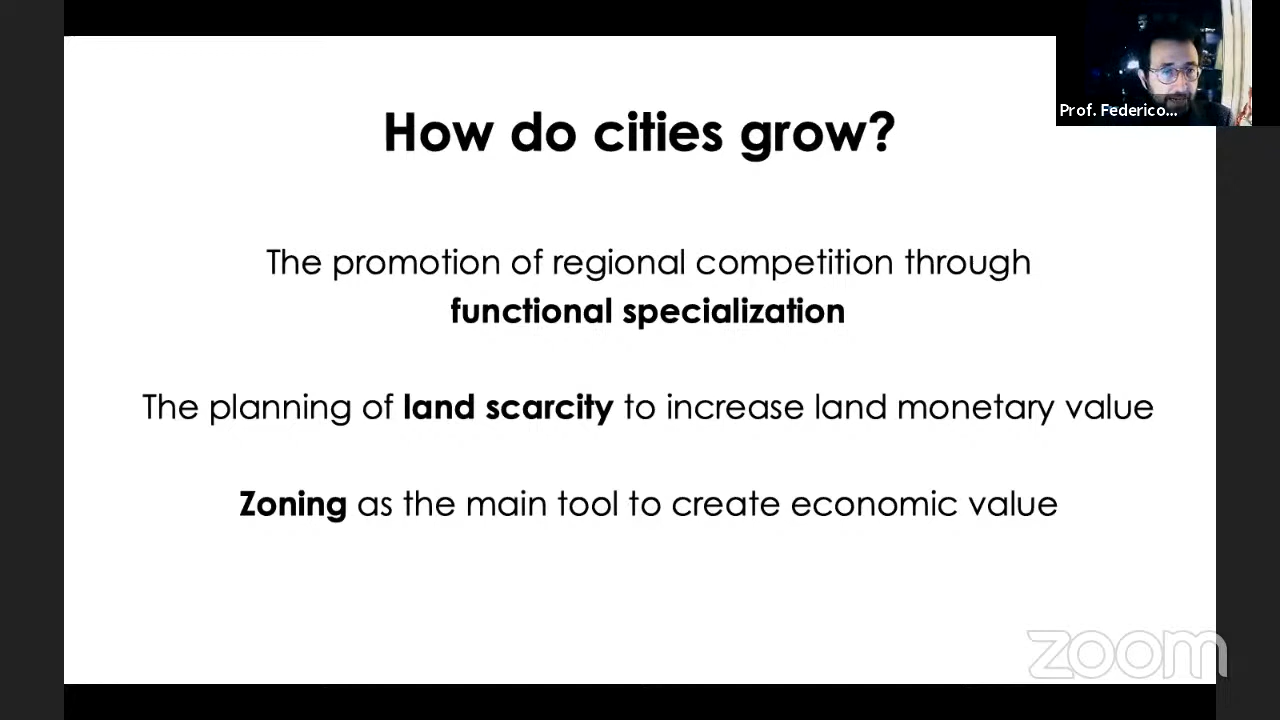 How do cities grow?
Prof. Federico...
The promotion of regional competition through
functional specialization
The planning of land scarcity to increase land monetary value
Zoning as the main tool to create economic value
zoom